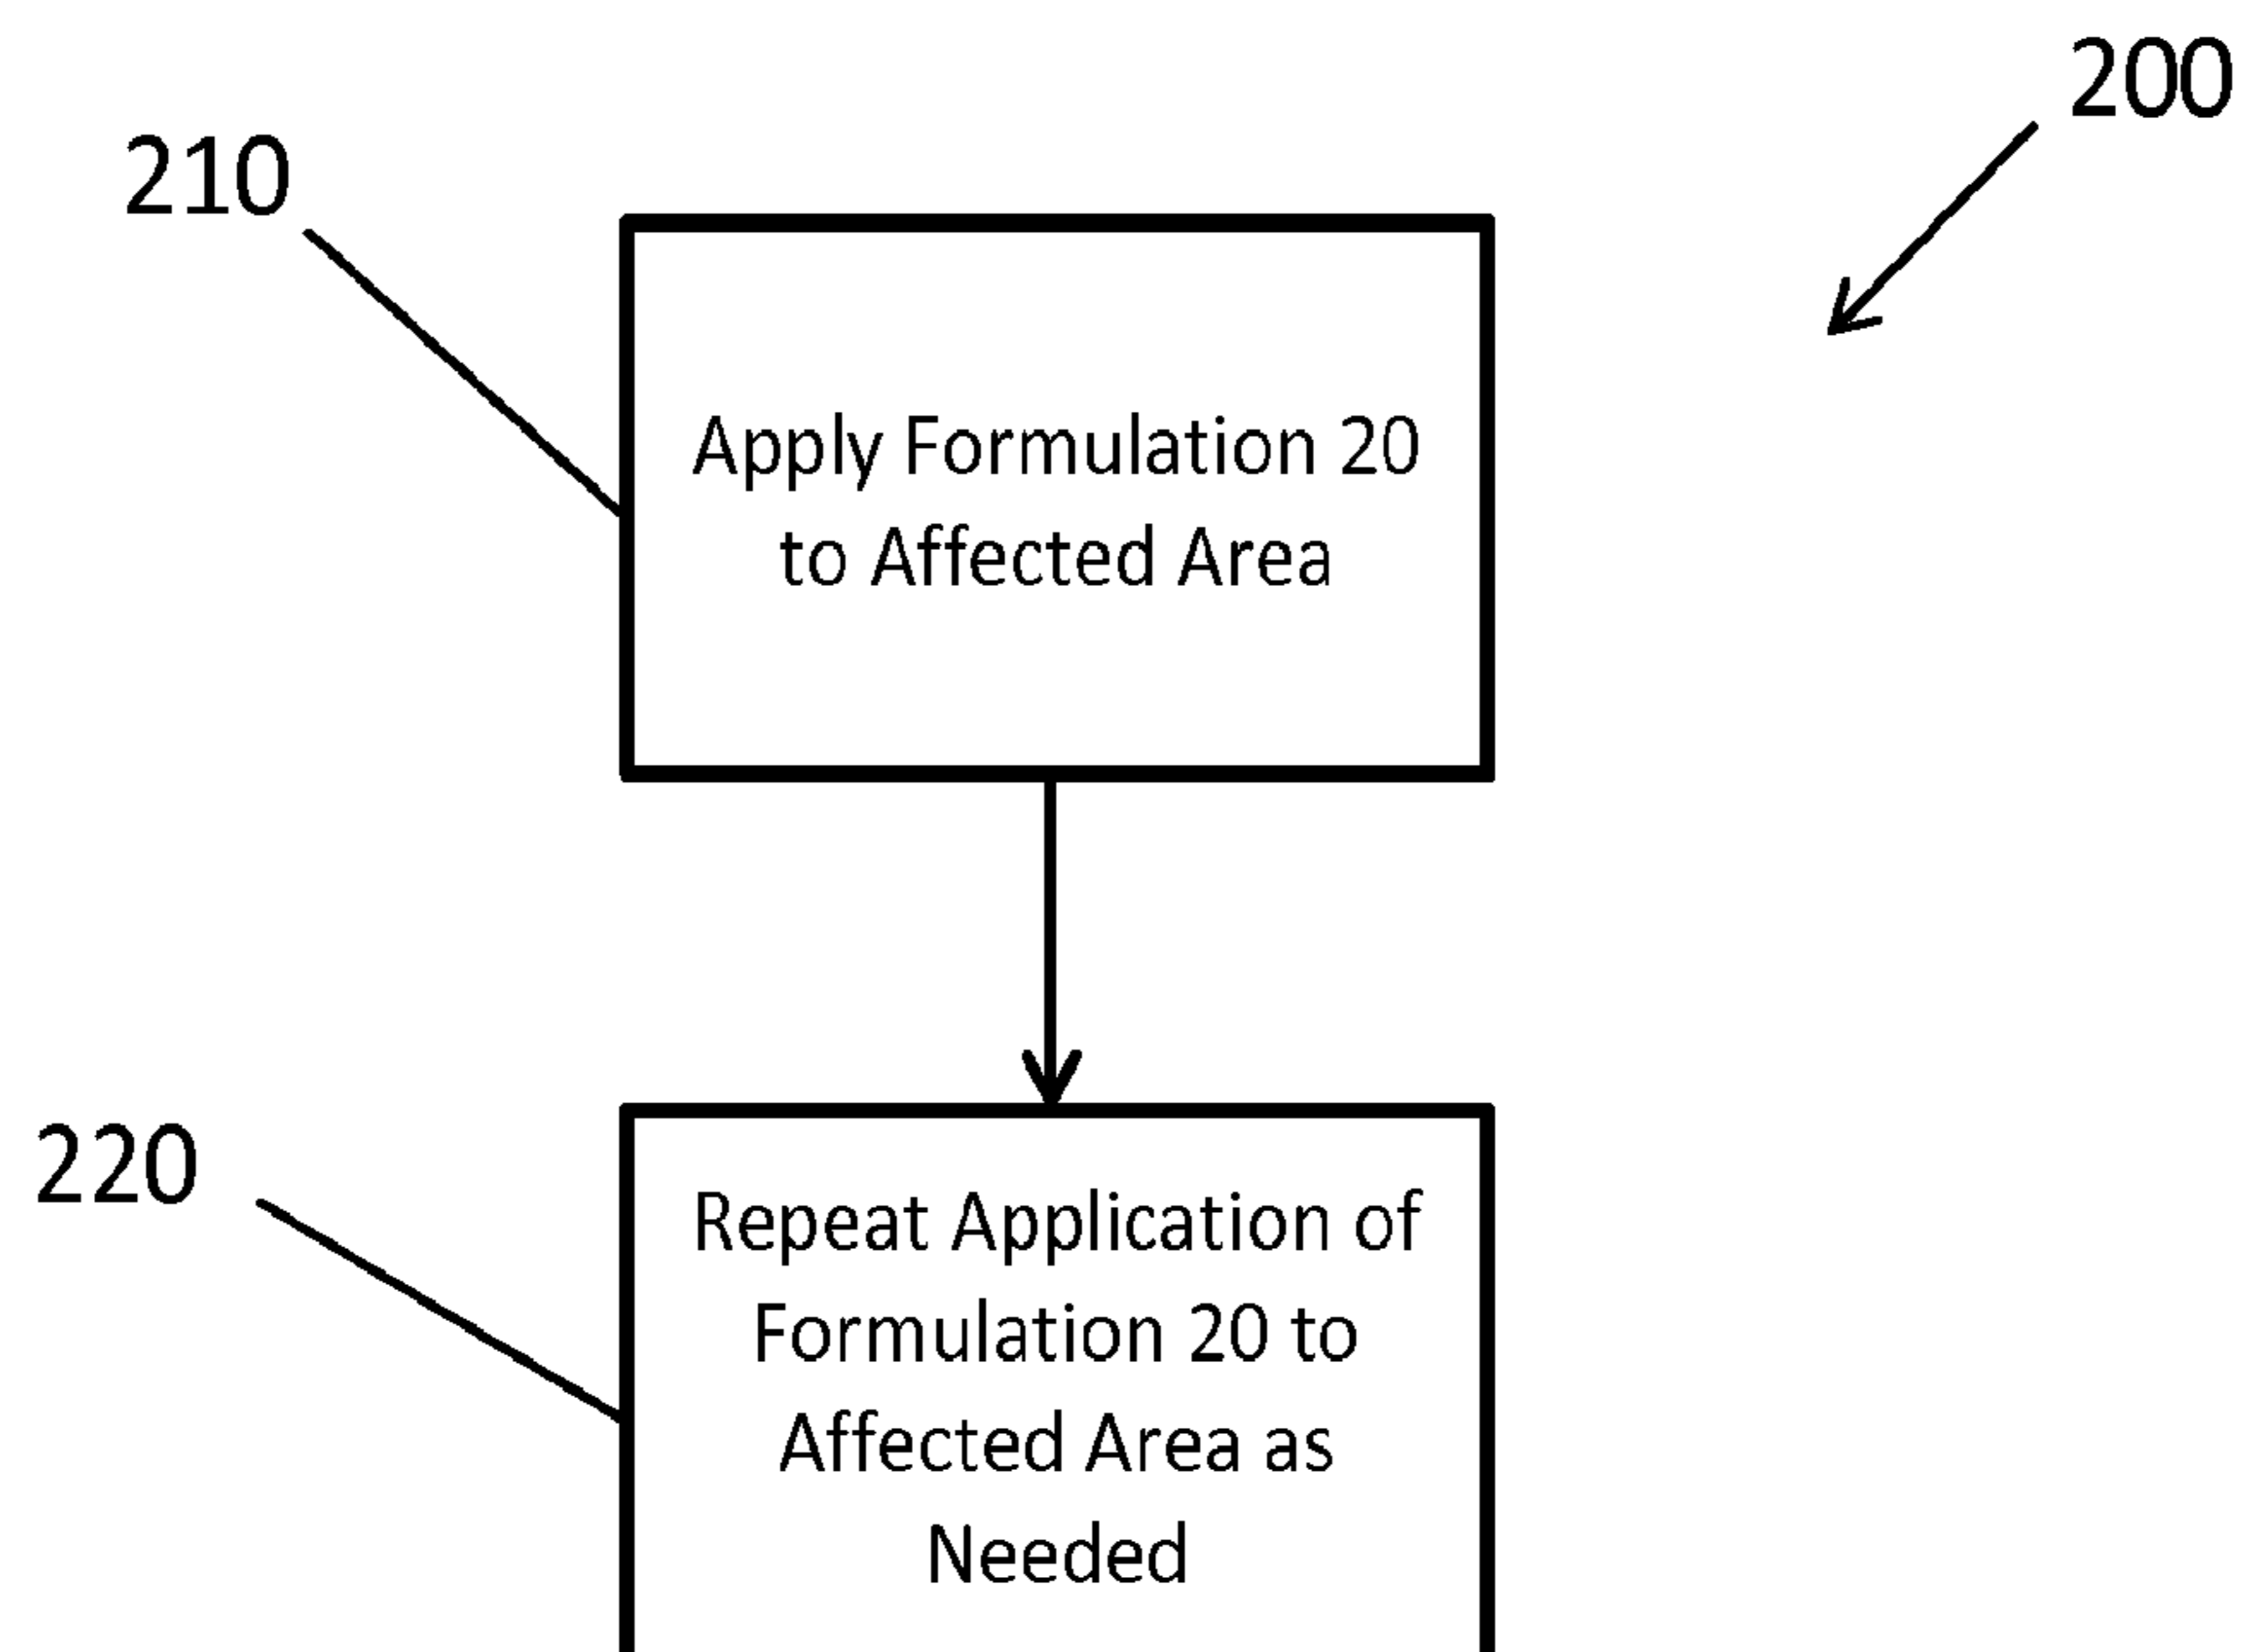 200
210
Apply Formulation 20
to Affected Area
220
Repeat Application of
Formulation 20 to
Affected Area as
Needed